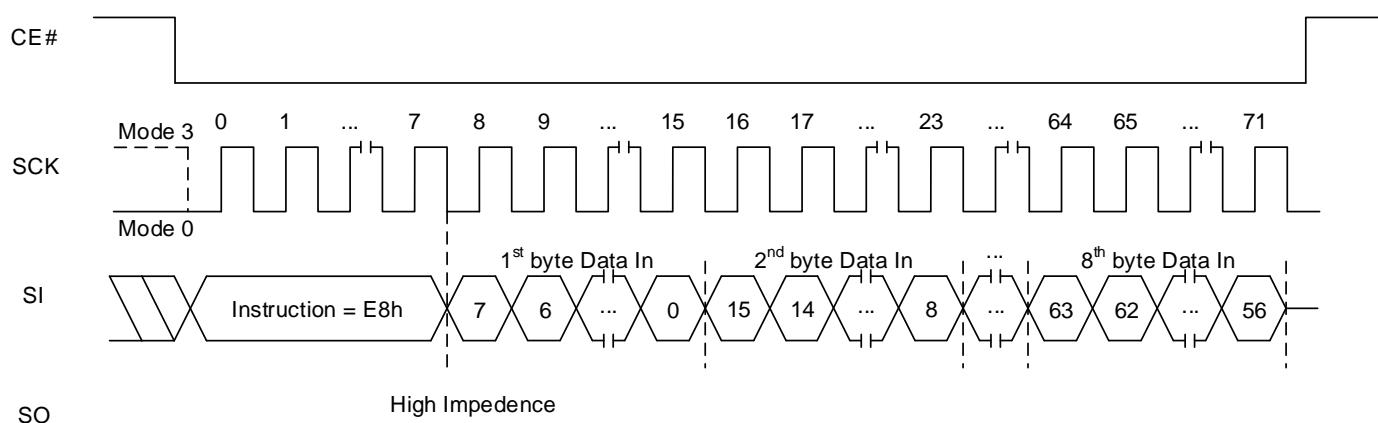 CE#
0 1 ... 7 8 9 ... 15 16 17 ... 23 ... 64 65 ... 71
Mode 3
SCK
Mode 0
1st byte Data In 2nd byte Data In ... 8th byte Data In
SI Instruction = E8h 7 6 ... 0 15 14 ... 8 ... 63 62 ... 56
High Impedence
SO